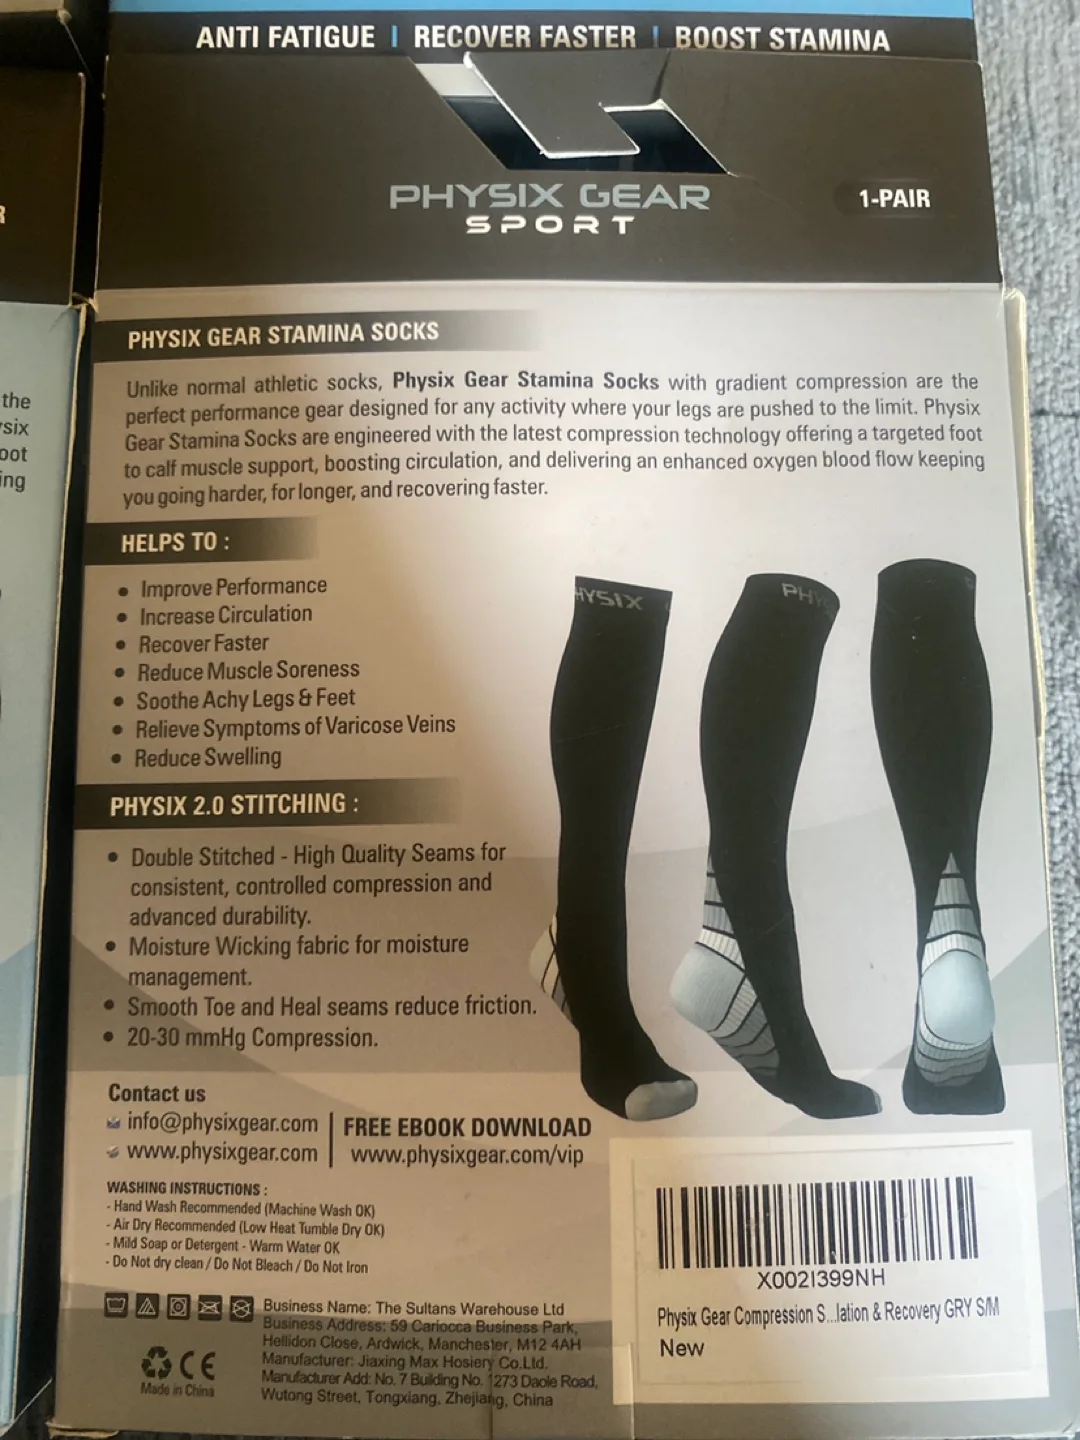 ANTI FATIGUE | RECOVER FASTER | BOOST STAMINA
PHYSIX GEAR
SPORT
1-PAIR
PHYSIX GEAR STAMINA SOCKS
Unlike normal athletic socks, Physix Gear Stamina Socks with gradient compression are the
perfect performance gear designed for any activity where your legs are pushed to the limit. Physix
Gear Stamina Socks are engineered with the latest compression technology offering a targeted foot
to calf muscle support, boosting circulation, and delivering an enhanced oxygen blood flow keeping
you going harder, for longer, and recovering faster.
the
HELPS TO :
• Improve Performance
• Increase Circulation
• Recover Faster
• Reduce Muscle Soreness
• Soothe Achy Legs & Feet
• Relieve Symptoms of Varicose Veins
• Reduce Swelling
HYSIX
PHY
PHYSIX 2.0 STITCHING :
• Double Stitched - High Quality Seams for
consistent, controlled compression and
advanced durability.
• Moisture Wicking fabric for moisture
management.
• Smooth Toe and Heal seams reduce friction.
• 20-30 mmHg Compression.
Contact us
info@physixgear.com
www.physixgear.com
FREE EBOOK DOWNLOAD
www.physixgear.com/vip
WASHING INSTRUCTIONS :
- Hand Wash Recommended (Machine Wash OK)
- Air Dry Recommended (Low Heat Tumble Dry OK)
- Mild Soap or Detergent - Warm Water OK
- Do Not dry clean / Do Not Bleach / Do Not Iron
CE
Made in China
Business Name: The Sultans Warehouse Ltd
Business Address: 59 Cariocca Business Park,
Hellidon Close, Ardwick, Manchester, M12 4AH
Manufacturer: Jiaxing Max Hosiery Co.Ltd.
Manufacturer Add: No. 7 Building No. 1273 Daole Road,
Wutong Street, Tongxiang, Zhejiang, China
X002I399NH
Physix Gear Compression S...lation & Recovery GRY S/M
New